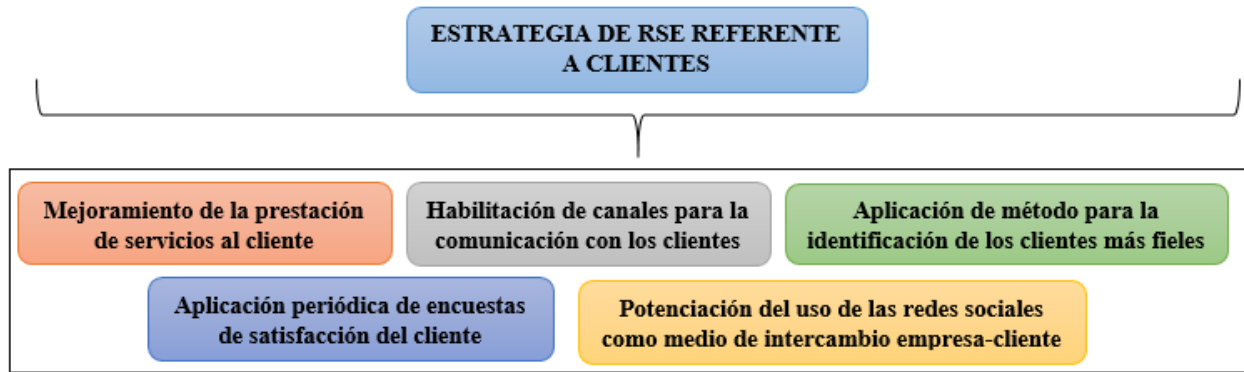 ESTRATEGIA DE RSE REFERENTE
A CLIENTES
Mejoramiento de la prestación
de servicios al cliente
Habilitación de canales para la
comunicación con los clientes
Aplicación de método para la
identificación de los clientes más fieles
Aplicación periódica de encuestas
de satisfacción del cliente
Potenciación del uso de las redes sociales
como medio de intercambio empresa-cliente